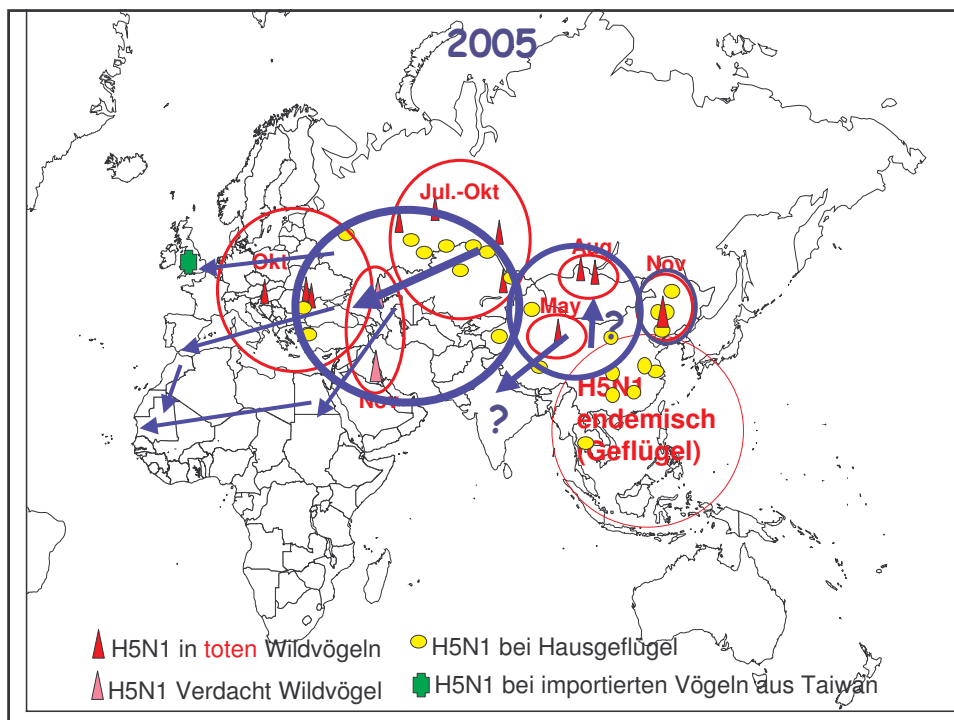 2005
Jul.-Okt
Okt
Aug
Nov
May
?
Nov
?
H5N1
endemisch
(Geflügel)
H5N1 in toten Wildvögeln
H5N1 bei Hausgeflügel
H5N1 Verdacht Wildvögel
H5N1 bei importierten Vögeln aus Taiwan